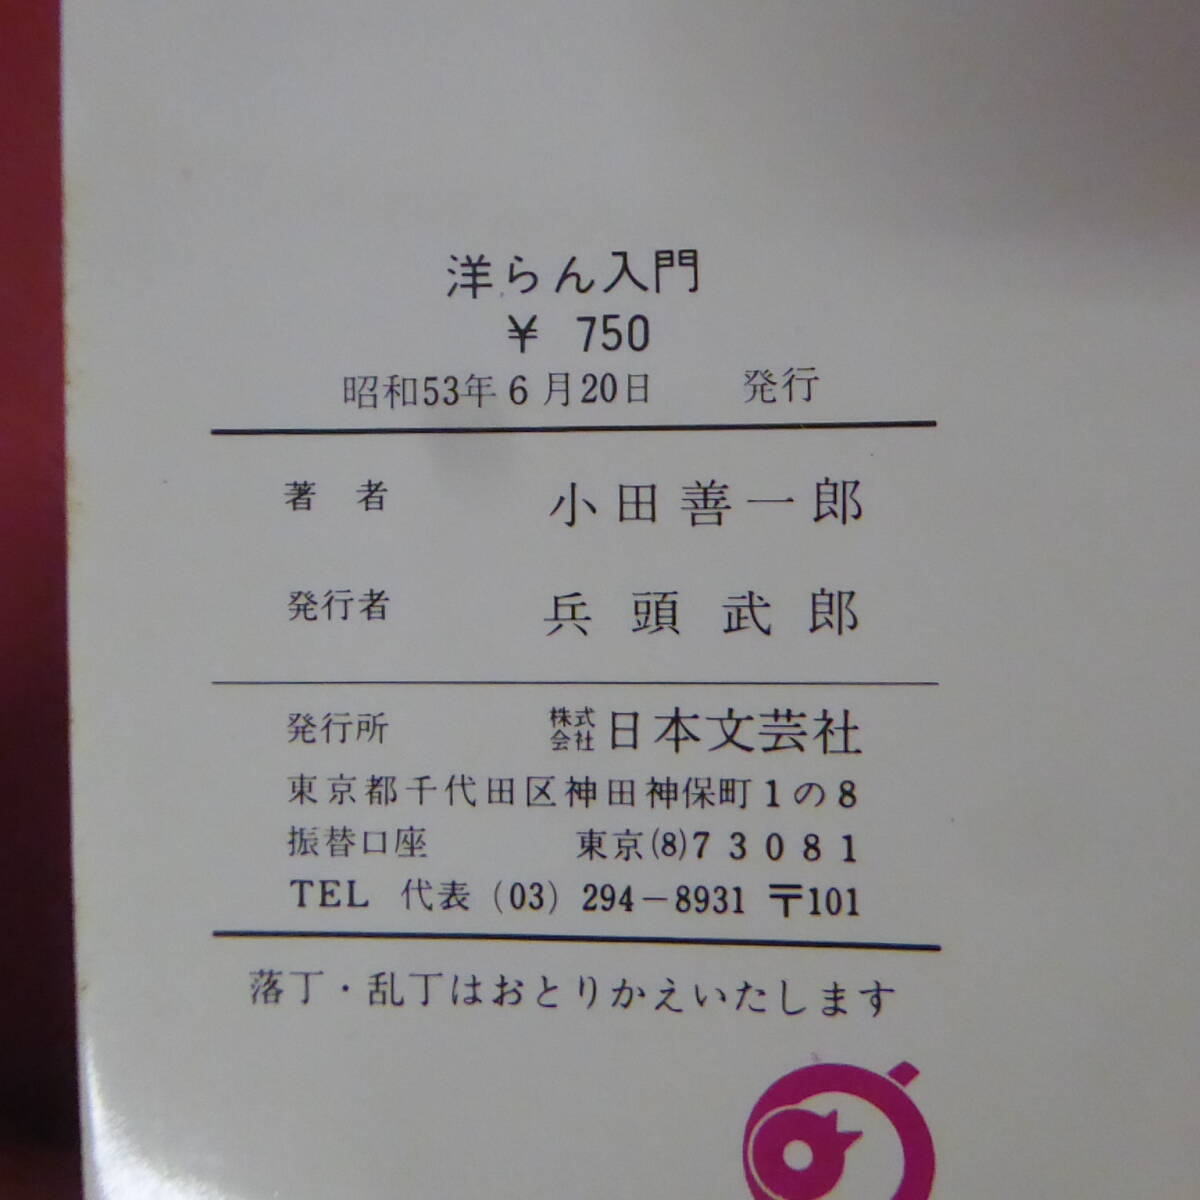 洋らん入門
¥ 750
昭和53年6月20日 発行
著者 小田善一郎
発行者 兵頭武郎
発行所 株式会社 日本文芸社
東京都千代田区神田神保町1の8
振替口座 東京(8)73081
TEL 代表 (03) 294-8931 〒101
落丁・乱丁はおとりかえいたします